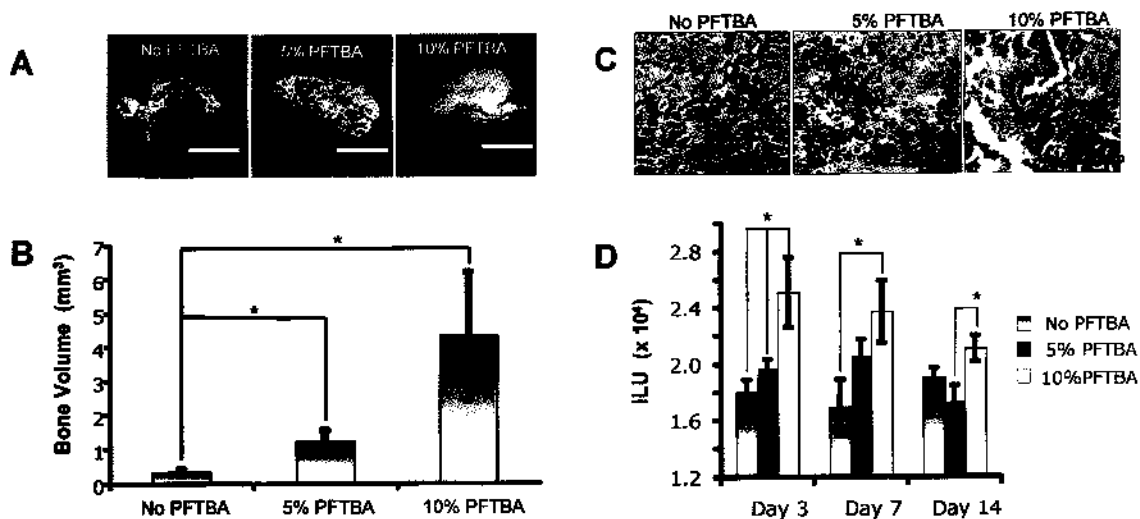 A
No PFTBA
5% PFTBA
10% PFTBA
C
No PFTBA
5% PFTBA
10% PFTBA
B
Bone Volume (mm³)
7
6
5
4
3
2
1
0
*
*
No PFTBA
5% PFTBA
10% PFTBA
D
ILU (x 10⁶)
2.8
2.4
2.0
1.6
1.2
*
*
*
Day 3
Day 7
Day 14
No PFTBA
5% PFTBA
10%PFTBA